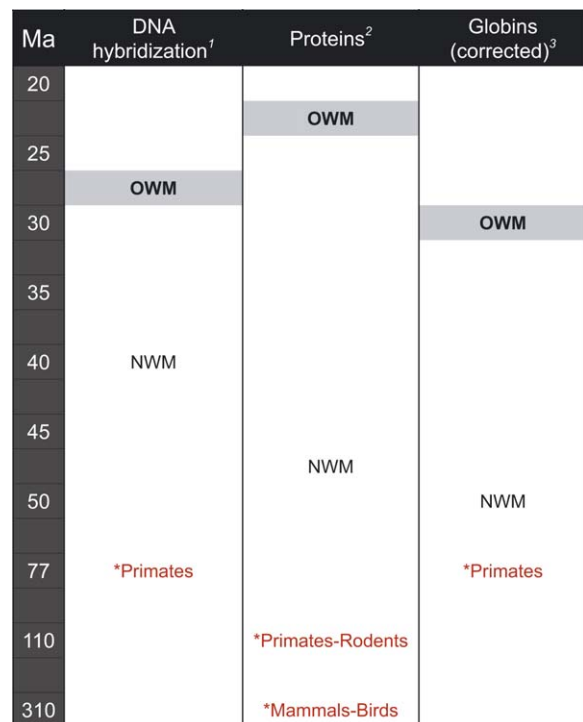 Ma
DNA
hybridization1
Proteins2
Globins
(corrected)3
20
OWM
25
OWM
30
OWM
35
40
NWM
45
NWM
50
NWM
77
*Primates
*Primates
110
*Primates-Rodents
310
*Mammals-Birds